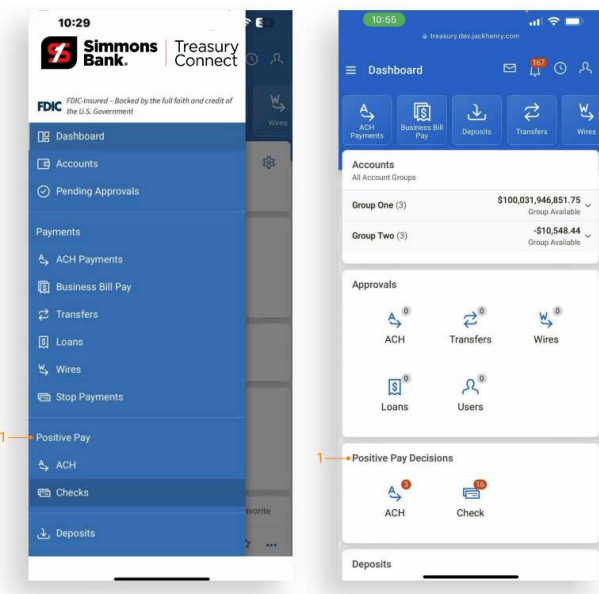 10:29
Simmons Bank. | Treasury Connect
FDIC FDIC-Insured - Backed by the full faith and credit of
the U.S. Government
Dashboard
Accounts
Pending Approvals
Payments
ACH Payments
Business Bill Pay
Transfers
Loans
Wires
Stop Payments
1
Positive Pay
ACH
Checks
Deposits
Wires
avorite
10:55
treasury.dev.jackhenry.com
Dashboard
167
ACH
Payments
Business Bill
Pay
Deposits
Transfers
Wires
Accounts
All Account Groups
Group One (3) $100,031,946,851.75
Group Available
Group Two (3) -$10,548.44
Group Available
Approvals
0 0 0
ACH Transfers Wires
0 0
Loans Users
1
Positive Pay Decisions
3 16
ACH Check
Deposits